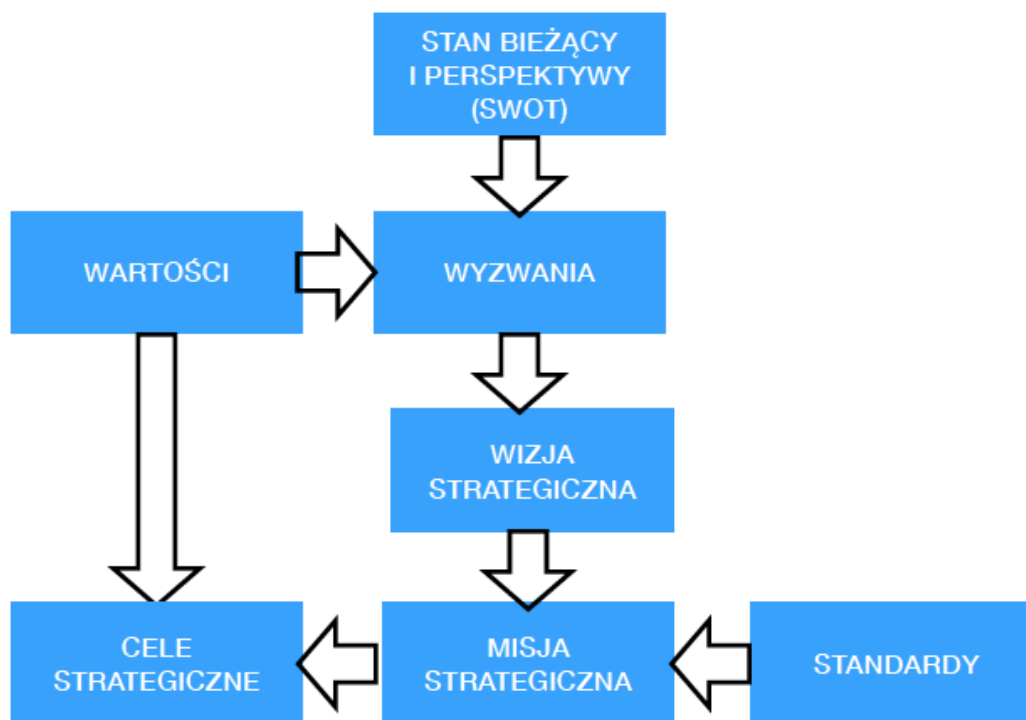 STAN BIEŻĄCY
I PERSPEKTYWY
(SWOT)
WARTOŚCI
WYZWANIA
WIZJA
STRATEGICZNA
CELE
STRATEGICZNE
MISJA
STRATEGICZNA
STANDARDY